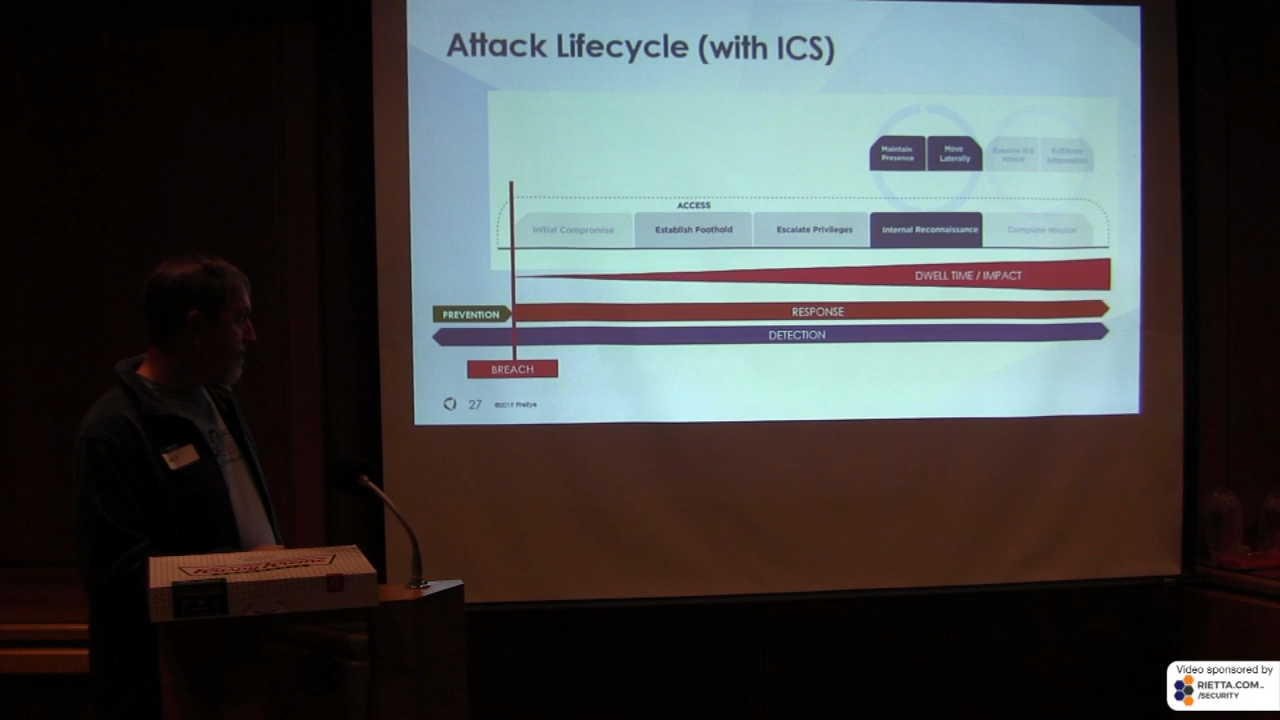 Attack Lifecycle (with ICS)
Maintain
Presence
Move
Laterally
Execute ICS
Attack
Exfiltrate
Information
ACCESS
Initial Compromise
Establish Foothold
Escalate Privileges
Internal Reconnaissance
Complete Mission
DWELL TIME / IMPACT
PREVENTION
RESPONSE
DETECTION
BREACH
27
©2019 FireEye
Krispy Kreme
Video sponsored by
RIETTA.COM
/SECURITY